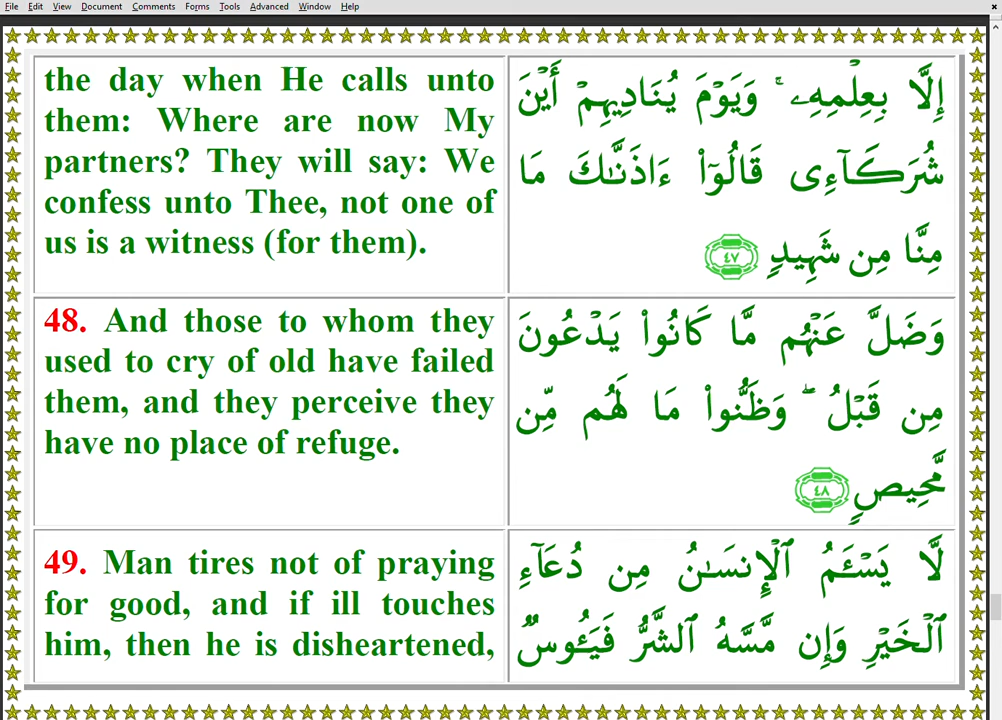 File Edit View Document Comments Forms Tools Advanced Window Help
the day when He calls unto
them: Where are now My
partners? They will say: We
confess unto Thee, not one of
us is a witness (for them).
إِلَّا بِعِلْمِهِۦ ۚ وَيَوْمَ يُنَادِيهِمْ أَيْنَ
شُرَكَآءِى قَالُوٓا۟ ءَاذَنَّـٰكَ مَا
مِنَّا مِن شَهِيدٍ ٤٧
48. And those to whom they
used to cry of old have failed
them, and they perceive they
have no place of refuge.
وَضَلَّ عَنْهُم مَّا كَانُوا۟ يَدْعُونَ
مِن قَبْلُ ۖ وَظَنُّوا۟ مَا لَهُم مِّن
مَّحِيصٍ ٤٨
49. Man tires not of praying
for good, and if ill touches
him, then he is disheartened,
لَّا يَسْـَٔمُ ٱلْإِنسَـٰنُ مِن دُعَآءِ
ٱلْخَيْرِ وَإِن مَّسَّهُ ٱلشَّرُّ فَيَـُٔوسٌ